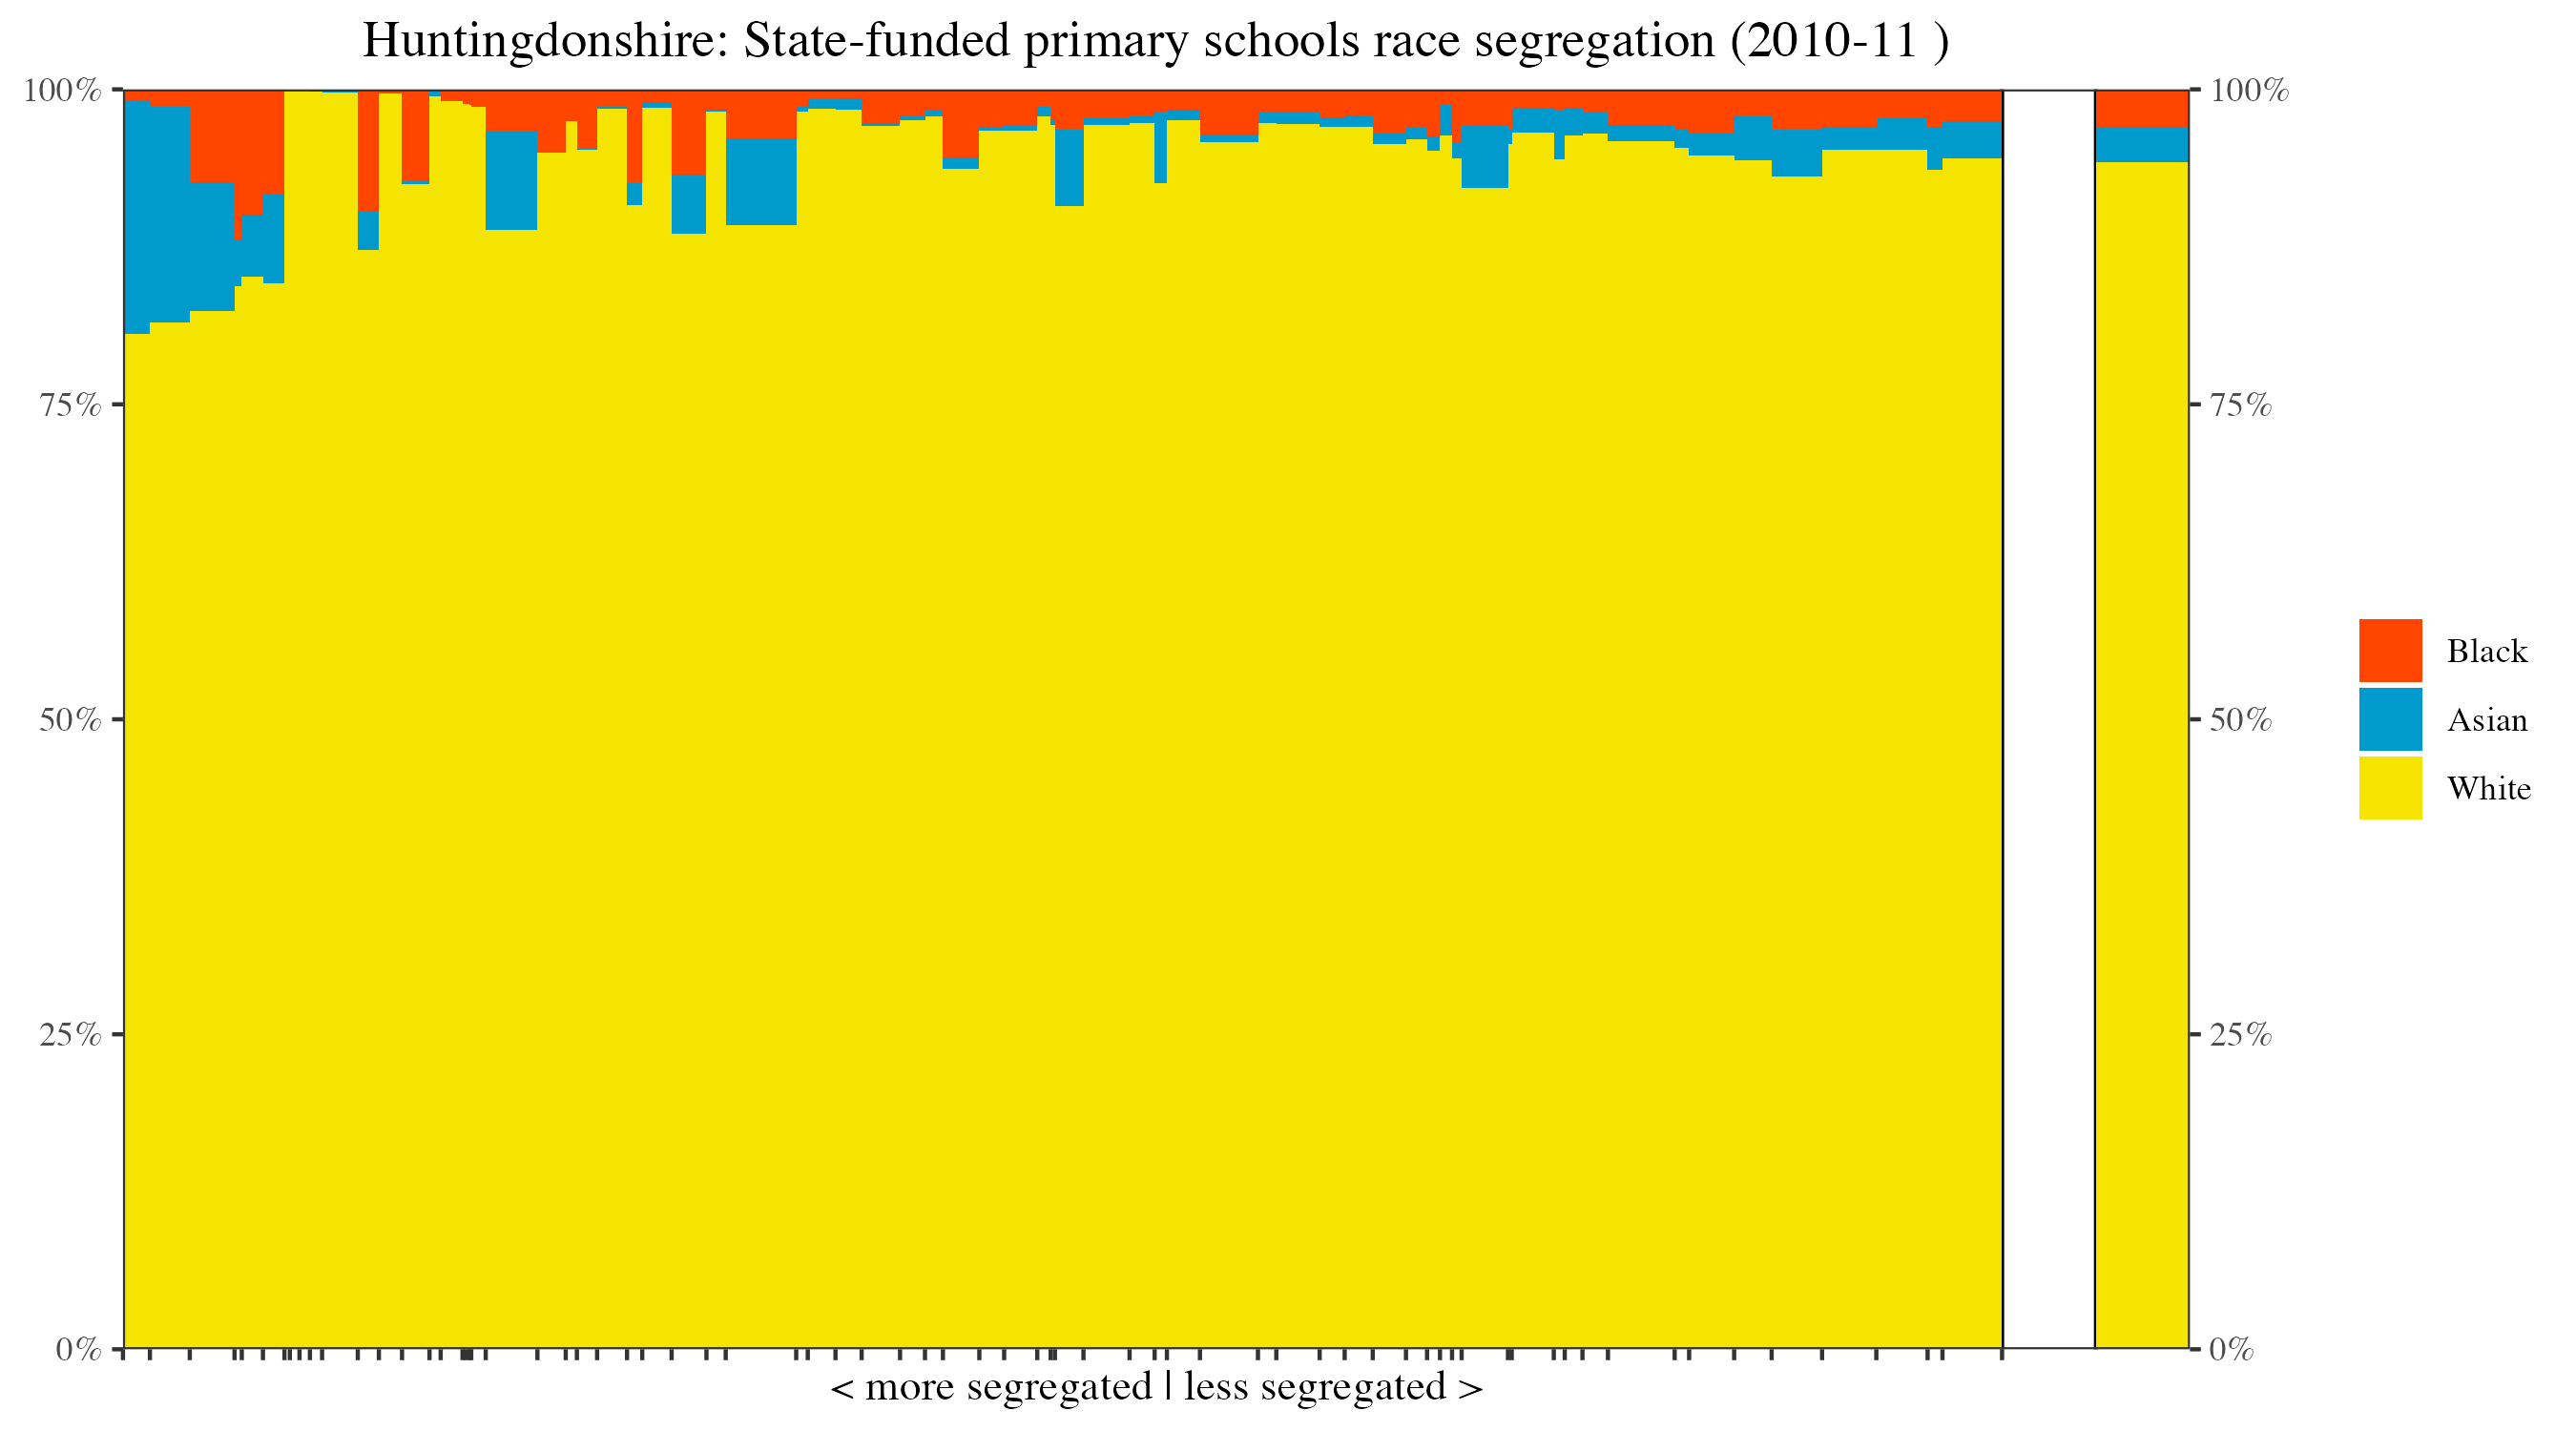 Huntingdonshire: State-funded primary schools race segregation (2010-11 )
100%
75%
50%
25%
0%
100%
75%
50%
25%
0%
Black
Asian
White
< more segregated | less segregated >